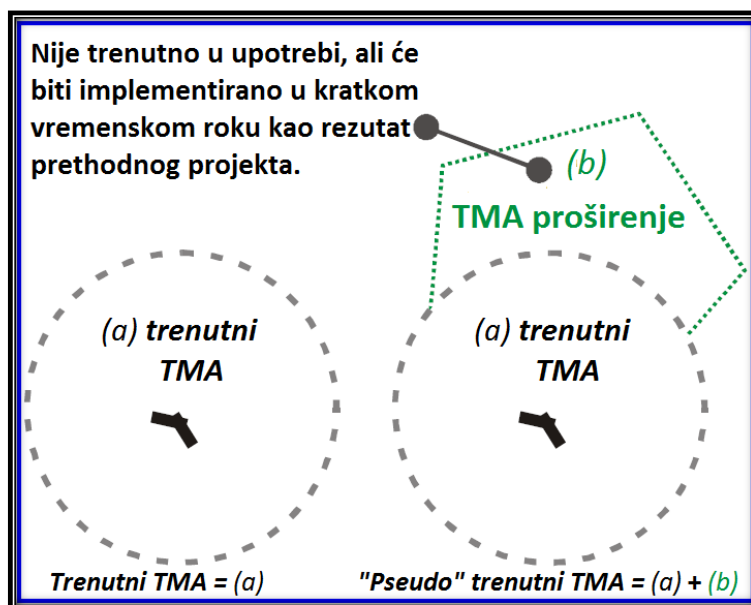 Nije trenutno u upotrebi, ali će
biti implementirano u kratkom
vremenskom roku kao rezutat
prethodnog projekta.
(b)
TMA proširenje
(a) trenutni
TMA
(a) trenutni
TMA
Trenutni TMA = (a)
"Pseudo" trenutni TMA = (a) + (b)